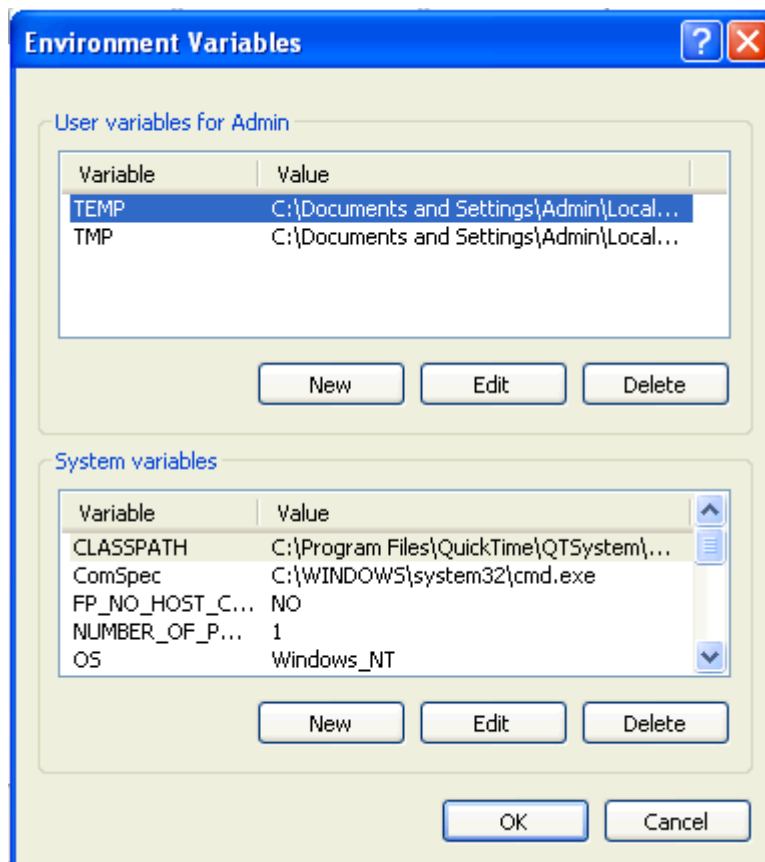 Environment Variables
User variables for Admin
Variable Value
TEMP C:\Documents and Settings\Admin\Local...
TMP C:\Documents and Settings\Admin\Local...
New Edit Delete
System variables
Variable Value
CLASSPATH C:\Program Files\QuickTime\QTSystem\...
ComSpec C:\WINDOWS\system32\cmd.exe
FP_NO_HOST_C... NO
NUMBER_OF_P... 1
OS Windows_NT
New Edit Delete
OK Cancel